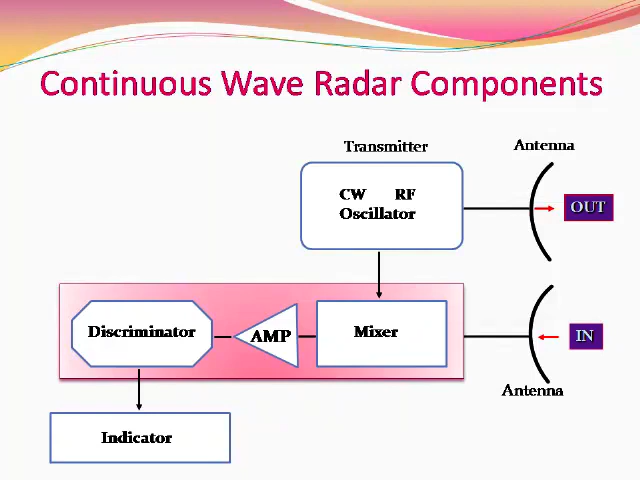 Continuous Wave Radar Components
Transmitter
Antenna
CW RF
Oscillator
OUT
Discriminator
AMP
Mixer
IN
Antenna
Indicator